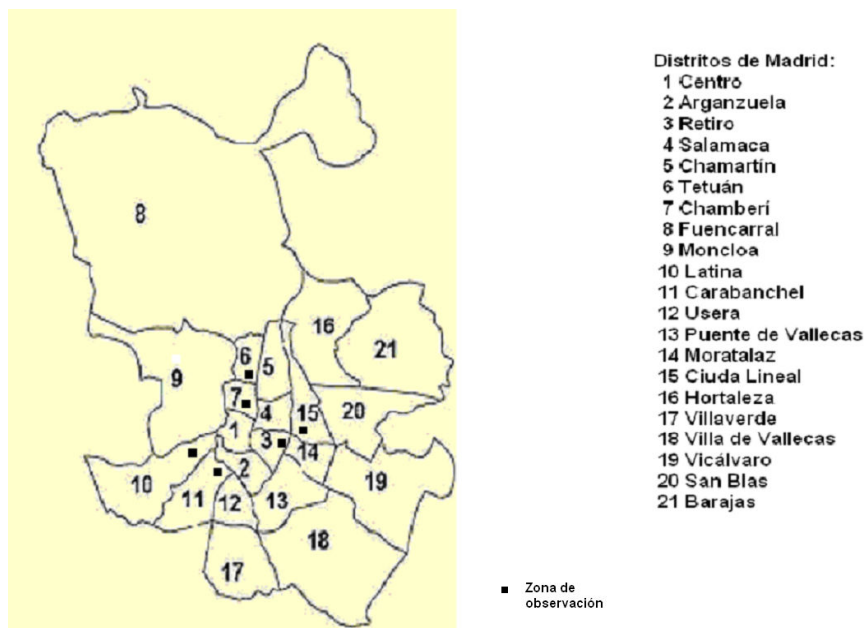 Distritos de Madrid:
1 Centro
2 Arganzuela
3 Retiro
4 Salamaca
5 Chamartín
6 Tetuán
7 Chamberí
8 Fuencarral
9 Moncloa
10 Latina
11 Carabanchel
12 Usera
13 Puente de Vallecas
14 Moratalaz
15 Ciuda Lineal
16 Hortaleza
17 Villaverde
18 Villa de Vallecas
19 Vicálvaro
20 San Blas
21 Barajas
8
16
21
6
5
9
7
4
15
20
1
3
14
2
19
10
11
12
13
18
17
Zona de
observación